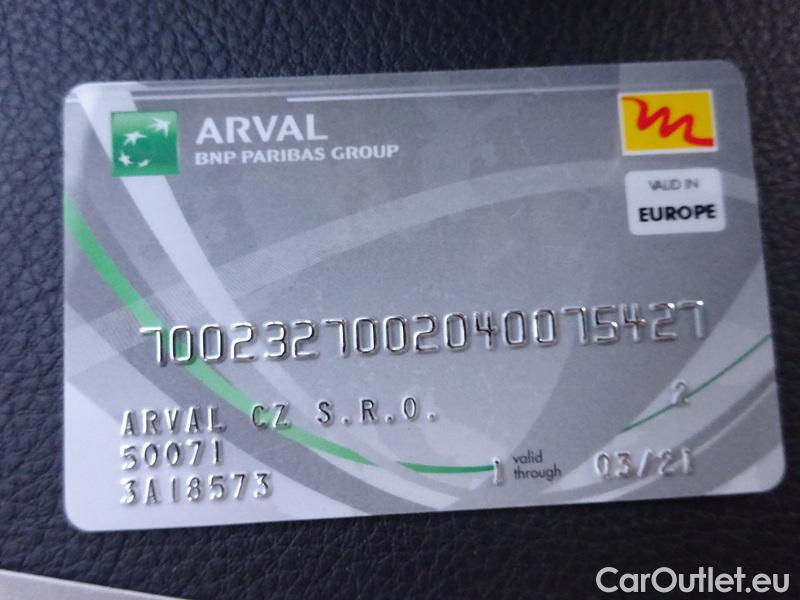 ARVAL
BNP PARIBAS GROUP
VALID IN
EUROPE
7002327002040075427
2
ARVAL CZ S.R.O.
50071
3A18573
1 valid through 03/21
CarOutlet.eu